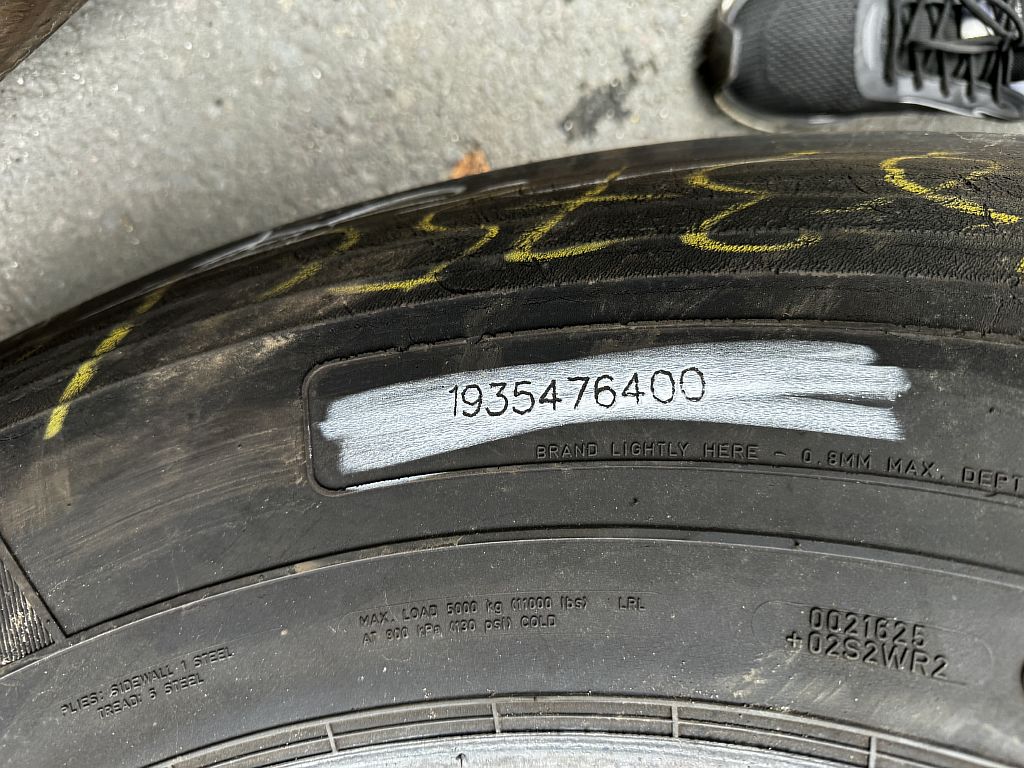 1935476400
BRAND LIGHTLY HERE - 0.8MM MAX. DEPT
MAX. LOAD 5000 kg (11000 lbs) LRL
AT 900 kPa (130 psi) COLD
0021625
+02S2WR2
PLIES: SIDEWALL 1 STEEL
TREAD: 5 STEEL